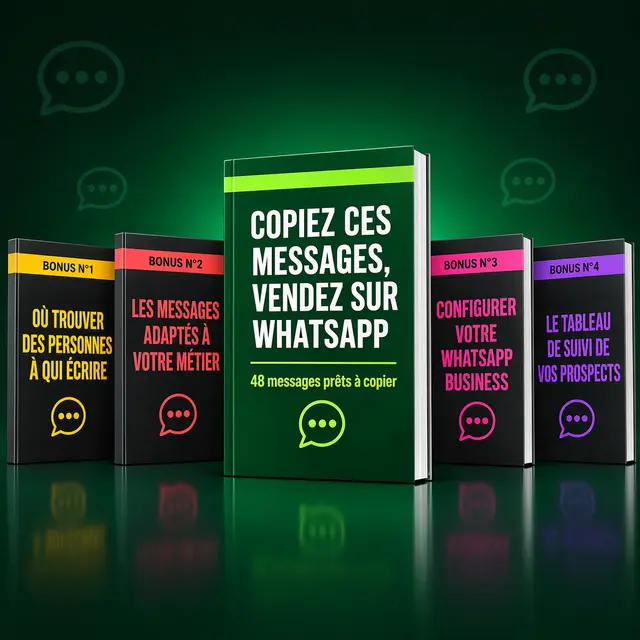 BONUS N°1
OÙ TROUVER
DES PERSONNES
À QUI ÉCRIRE
BONUS N°2
LES MESSAGES
ADAPTÉS À
VOTRE MÉTIER
COPIEZ CES
MESSAGES,
VENDEZ SUR
WHATSAPP
48 messages prêts à copier
BONUS N°3
CONFIGURER
VOTRE
WHATSAPP
BUSINESS
BONUS N°4
LE TABLEAU
DE SUIVI DE
VOS PROSPECTS